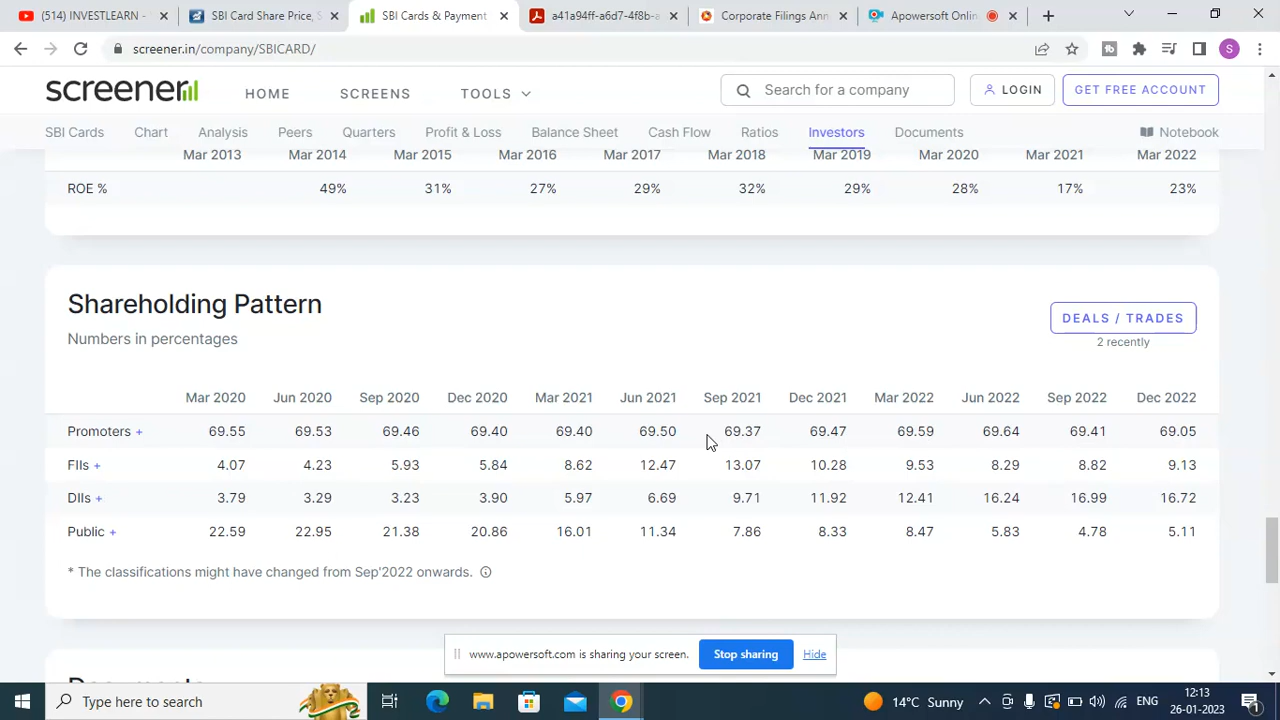 (514) INVESTLEARN -
SBI Card Share Price, S
SBI Cards & Payment
a41a94ff-a6d7-4f8b-a
Corporate Filings Ann
Apowersoft Onlin
screener.in/company/SBICARD/
S
screener
HOME
SCREENS
TOOLS
Search for a company
LOGIN
GET FREE ACCOUNT
SBI Cards Chart Analysis Peers Quarters Profit & Loss Balance Sheet Cash Flow Ratios Investors Documents Notebook
Mar 2013 Mar 2014 Mar 2015 Mar 2016 Mar 2017 Mar 2018 Mar 2019 Mar 2020 Mar 2021 Mar 2022
ROE % 49% 31% 27% 29% 32% 29% 28% 17% 23%
Shareholding Pattern
DEALS / TRADES
Numbers in percentages
2 recently
Mar 2020 Jun 2020 Sep 2020 Dec 2020 Mar 2021 Jun 2021 Sep 2021 Dec 2021 Mar 2022 Jun 2022 Sep 2022 Dec 2022
Promoters + 69.55 69.53 69.46 69.40 69.40 69.50 69.37 69.47 69.59 69.64 69.41 69.05
FIIs + 4.07 4.23 5.93 5.84 8.62 12.47 13.07 10.28 9.53 8.29 8.82 9.13
DIIs + 3.79 3.29 3.23 3.90 5.97 6.69 9.71 11.92 12.41 16.24 16.99 16.72
Public + 22.59 22.95 21.38 20.86 16.01 11.34 7.86 8.33 8.47 5.83 4.78 5.11
* The classifications might have changed from Sep'2022 onwards.
www.apowersoft.com is sharing your screen. Stop sharing Hide
Documents
Type here to search
14°C Sunny
ENG
12:13
26-01-2023
1